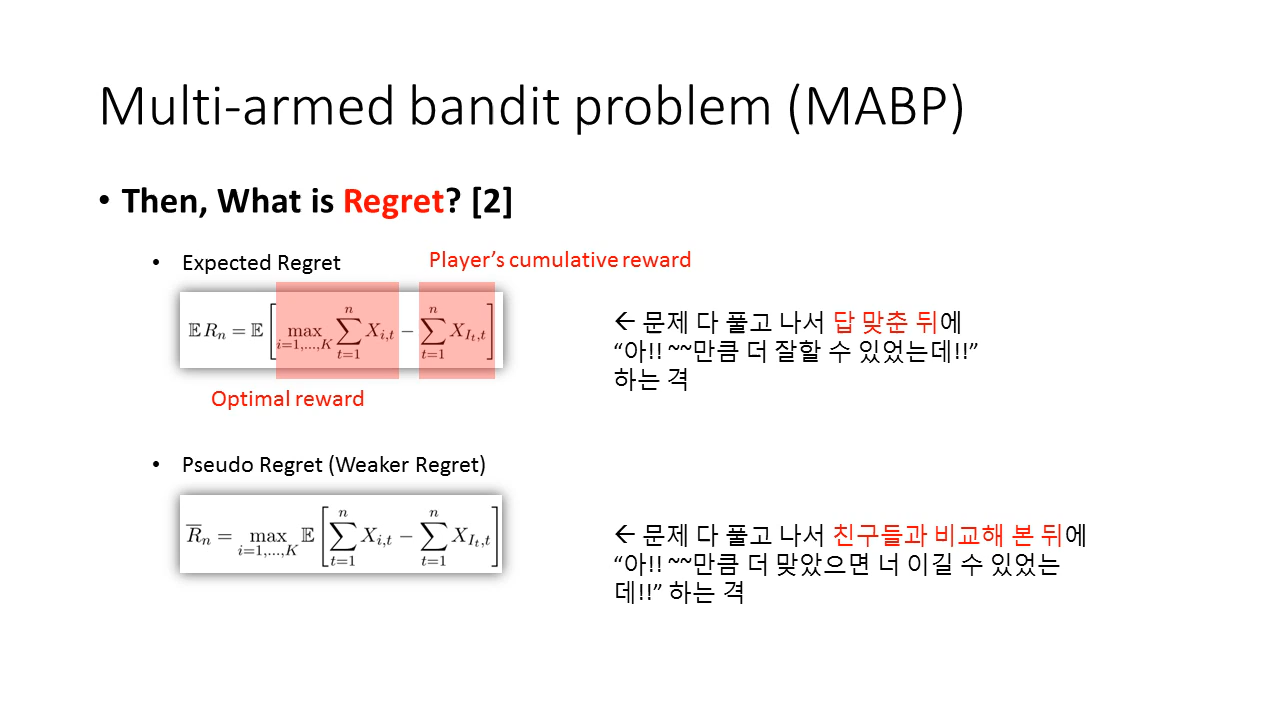 Multi-armed bandit problem (MABP)
• Then, What is Regret? [2]
• Expected Regret
Player’s cumulative reward
𝔼 R_n = 𝔼 [ max_{i=1,...,K} ∑_{t=1}^{n} X_{i,t} − ∑_{t=1}^{n} X_{I_t,t} ]
Optimal reward
← 문제 다 풀고 나서 답 맞춘 뒤에
“아!! ~~만큼 더 잘할 수 있었는데!!”
하는 격
• Pseudo Regret (Weaker Regret)
R̅_n = max_{i=1,...,K} 𝔼 [ ∑_{t=1}^{n} X_{i,t} − ∑_{t=1}^{n} X_{I_t,t} ]
← 문제 다 풀고 나서 친구들과 비교해 본 뒤에
“아!! ~~만큼 더 맞았으면 너 이길 수 있었는
데!!” 하는 격